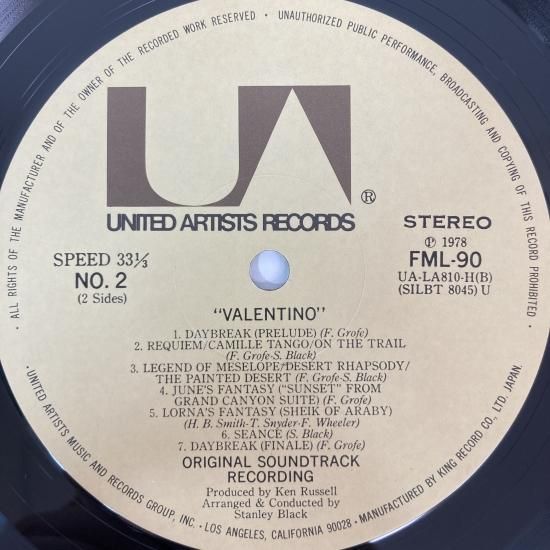 · ALL RIGHTS OF THE MANUFACTURER AND OF THE OWNER OF THE RECORDED WORK RESERVED · UNAUTHORIZED PUBLIC PERFORMANCE, BROADCASTING AND COPYING OF THIS RECORD PROHIBITED ·
UA ®
UNITED ARTISTS RECORDS
SPEED 33⅓
NO. 2
(2 Sides)
STEREO
℗ 1978
FML-90
UA-LA810-H(B)
(SILBT 8045) U
"VALENTINO"
1. DAYBREAK (PRELUDE) (F. Grofe)
2. REQUIEM/CAMILLE TANGO/ON THE TRAIL
(F. Grofe-S. Black)
3. LEGEND OF MESELOPE/DESERT RHAPSODY/
THE PAINTED DESERT (F. Grofe-S. Black)
4. JUNE'S FANTASY ("SUNSET" FROM
GRAND CANYON SUITE) (F. Grofe)
5. LORNA'S FANTASY (SHEIK OF ARABY)
(H. B. Smith-T. Snyder-F. Wheeler)
6. SEANCE (S. Black)
7. DAYBREAK (FINALE) (F. Grofe)
ORIGINAL SOUNDTRACK
RECORDING
Produced by Ken Russell
Arranged & Conducted by
Stanley Black
· UNITED ARTISTS MUSIC AND RECORDS GROUP, INC. · LOS ANGELES, CALIFORNIA 90028 · MANUFACTURED BY KING RECORD CO. LTD. JAPAN.